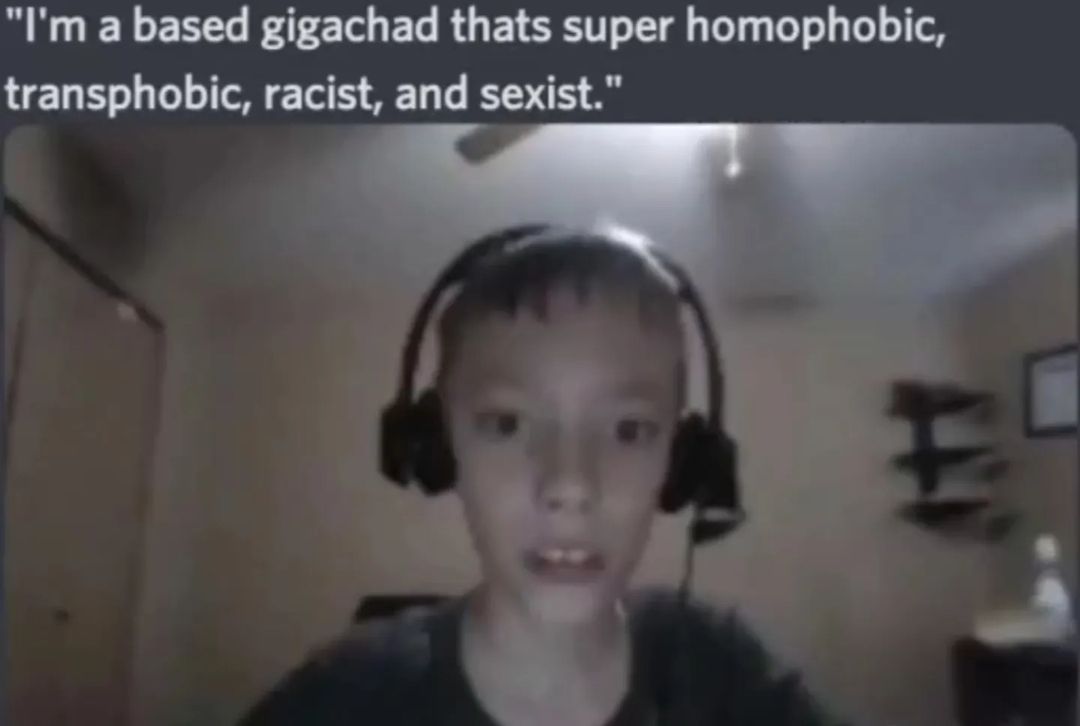 "I'm a based gigachad thats super homophobic,
transphobic, racist, and sexist."